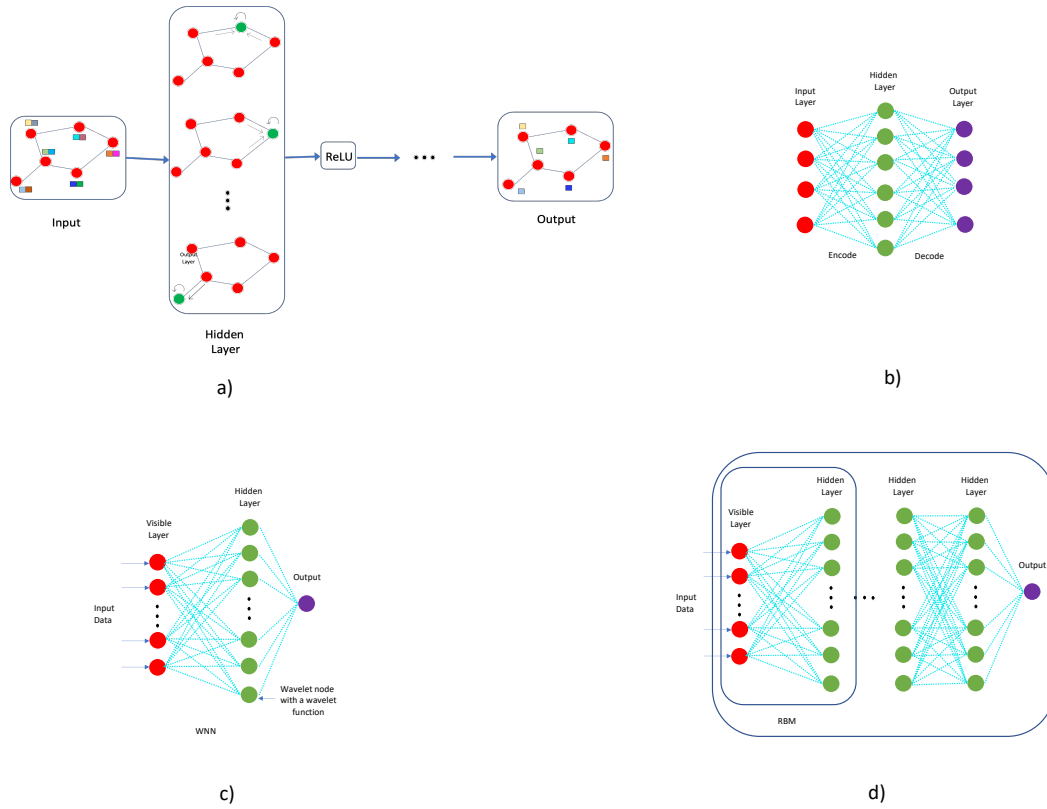 Input
Output
Layer
Hidden
Layer
ReLU
Output
a)
Input
Layer
Hidden
Layer
Output
Layer
Encode
Decode
b)
Visible
Layer
Hidden
Layer
Output
Input
Data
Wavelet node
with a wavelet
function
WNN
c)
Visible
Layer
Hidden
Layer
Hidden
Layer
Hidden
Layer
Output
Input
Data
RBM
d)